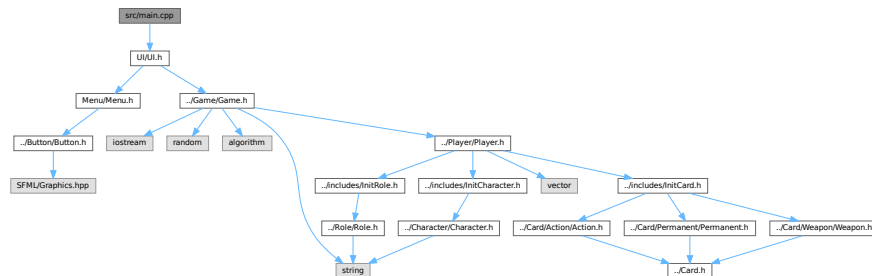 src/main.cpp
UI/UI.h
Menu/Menu.h
../Game/Game.h
../Button/Button.h
iostream
random
algorithm
../Player/Player.h
SFML/Graphics.hpp
../includes/InitRole.h
../includes/InitCharacter.h
vector
../includes/InitCard.h
../Role/Role.h
../Character/Character.h
../Card/Action/Action.h
../Card/Permanent/Permanent.h
../Card/Weapon/Weapon.h
string
../Card.h